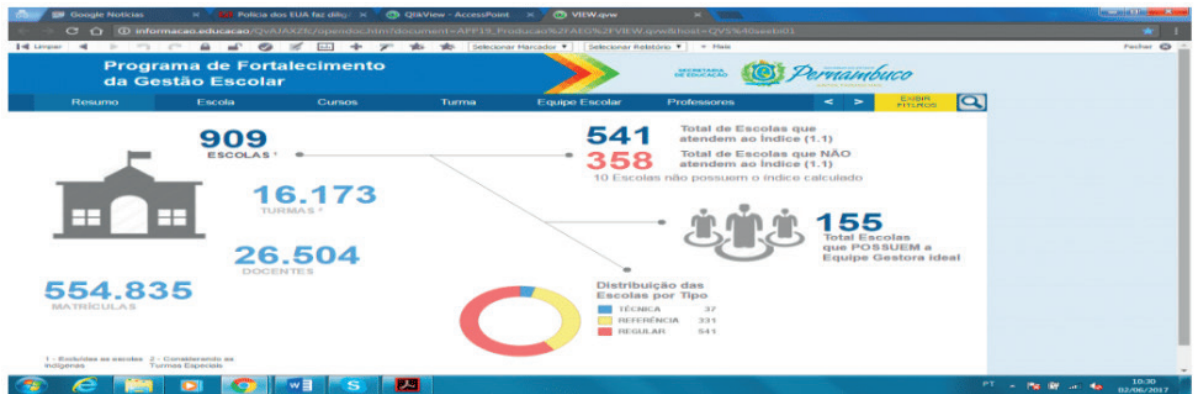 Google Notícias
Polícia dos EUA faz dilig
QlikView - AccessPoint
VIEW.qvw
Limpar
Selecionar Marcador
Selecionar Relatório
Mais
Fechar
Programa de Fortalecimento
da Gestão Escolar
SECRETARIA
DE EDUCAÇÃO
Pernambuco
Resumo
Escola
Cursos
Turma
Equipe Escolar
Professores
< >
EXIBIR
FILTROS
909
ESCOLAS ¹
16.173
TURMAS ²
26.504
DOCENTES
554.835
MATRÍCULAS
541
Total de Escolas que
atendem ao Índice (1.1)
358
Total de Escolas que NÃO
atendem ao Índice (1.1)
10 Escolas não possuem o índice calculado
155
Total Escolas
que POSSUEM a
Equipe Gestora ideal
Distribuição das
Escolas por Tipo
TÉCNICA 37
REFERÊNCIA 331
REGULAR 541
1 - Excluídas as escolas
indígenas
2 - Considerando as
Turmas Especiais
PT
10:30
02/06/2017